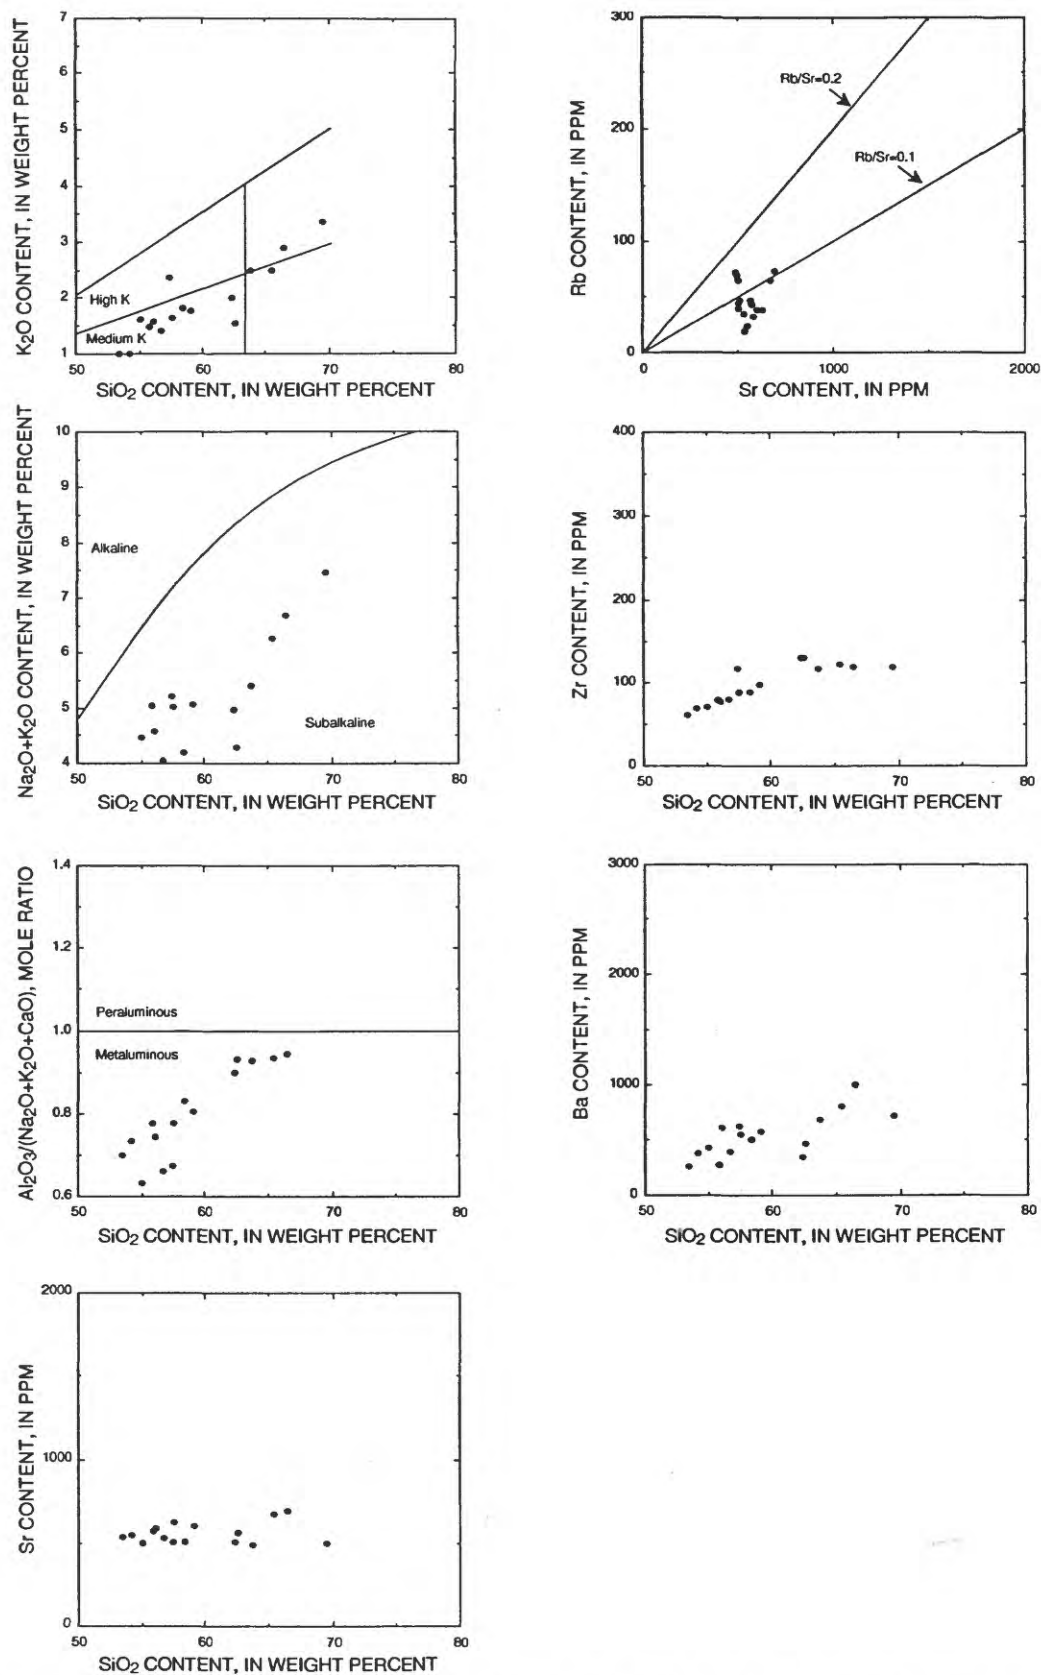 7
6
5
4
3
2
1
K2O CONTENT, IN WEIGHT PERCENT
High K
Medium K
50
60
70
80
SiO2 CONTENT, IN WEIGHT PERCENT
300
200
100
0
Rb CONTENT, IN PPM
Rb/Sr=0.2
Rb/Sr=0.1
0
1000
2000
Sr CONTENT, IN PPM
10
9
8
7
6
5
4
Na2O+K2O CONTENT, IN WEIGHT PERCENT
Alkaline
Subalkaline
50
60
70
80
SiO2 CONTENT, IN WEIGHT PERCENT
400
300
200
100
0
Zr CONTENT, IN PPM
50
60
70
80
SiO2 CONTENT, IN WEIGHT PERCENT
1.4
1.2
1.0
0.8
0.6
Al2O3/(Na2O+K2O+CaO), MOLE RATIO
Peraluminous
Metaluminous
50
60
70
80
SiO2 CONTENT, IN WEIGHT PERCENT
3000
2000
1000
0
Ba CONTENT, IN PPM
50
60
70
80
SiO2 CONTENT, IN WEIGHT PERCENT
2000
1000
0
Sr CONTENT, IN PPM
50
60
70
80
SiO2 CONTENT, IN WEIGHT PERCENT